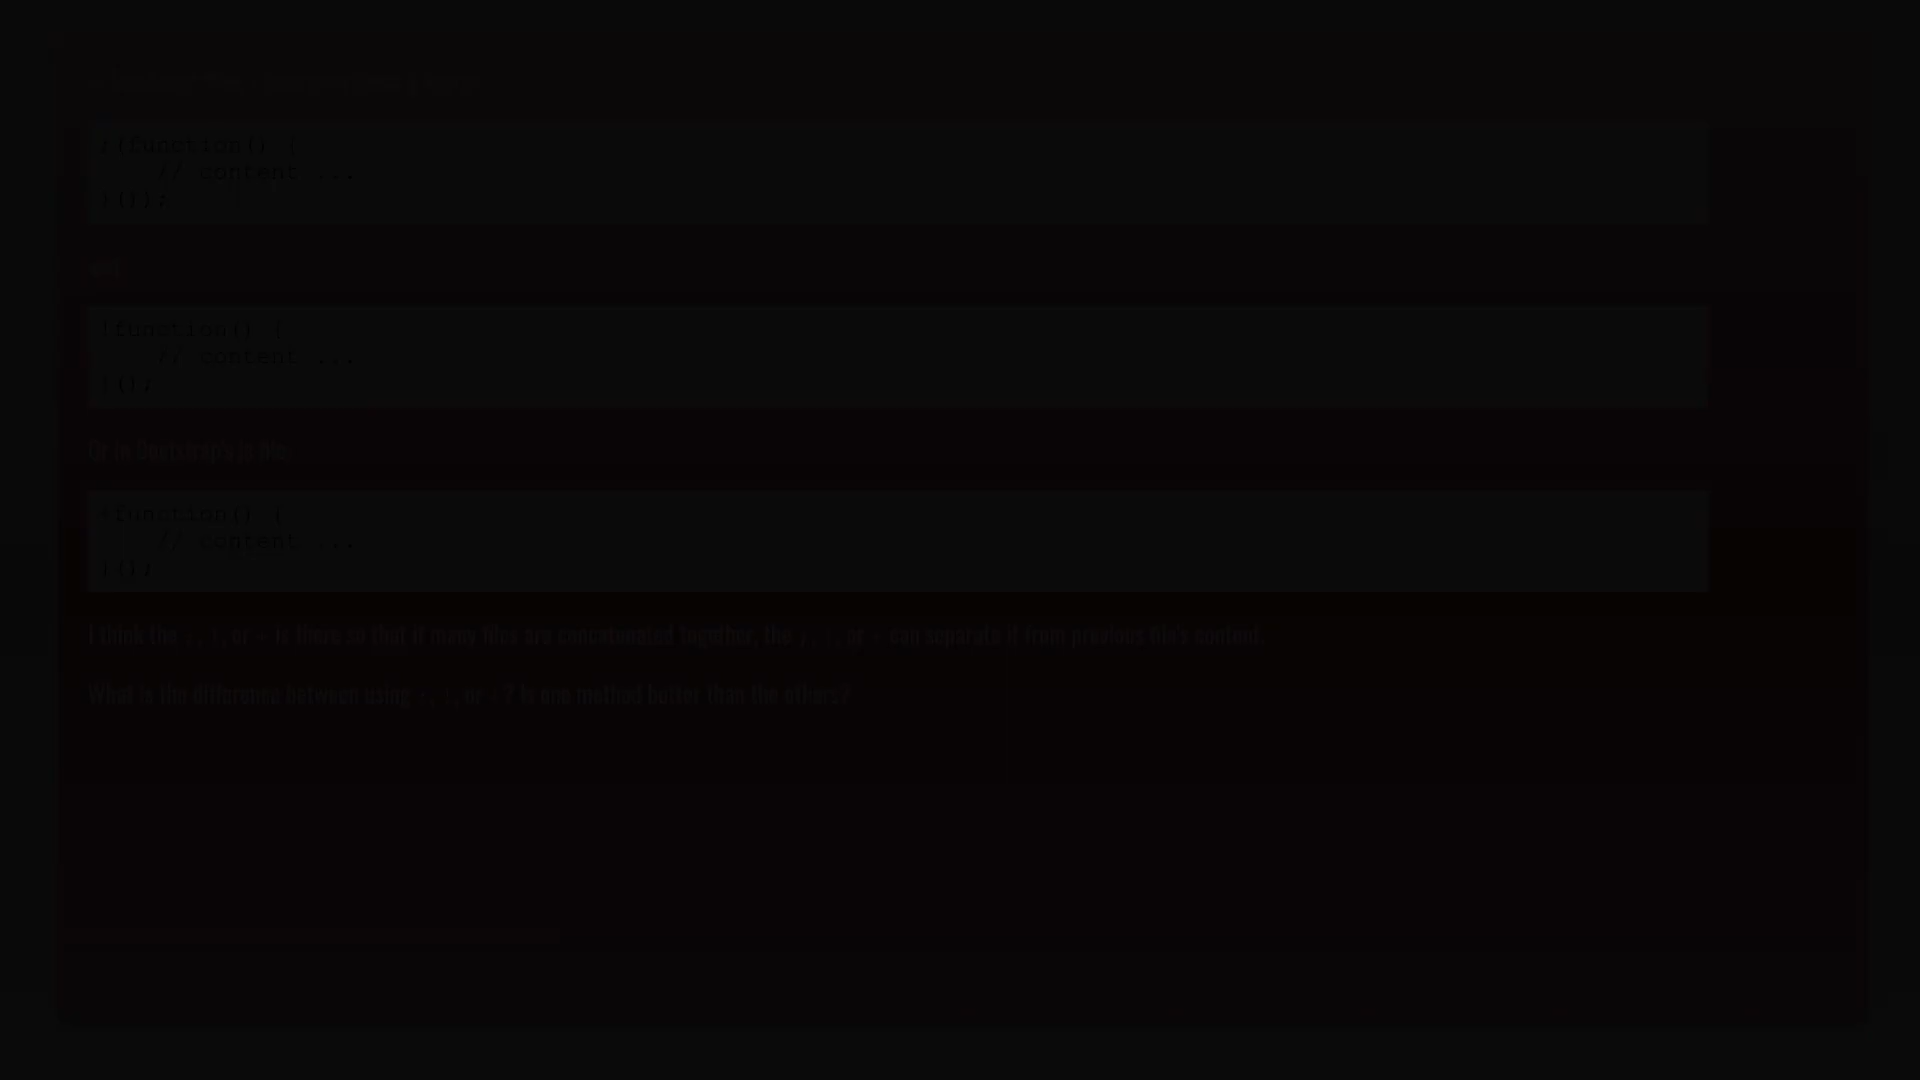 ;(function() {
    // content ...
}());
and
!function() {
    // content ...
}();
Or in Bootstrap's js file:
+function() {
    // content ...
}();
I think the ;, !, or + is there so that if many files are concatenated together, the ;, !, or + can separate it from previous file's content.
What is the difference between using ;, !, or +? Is one method better than the others?